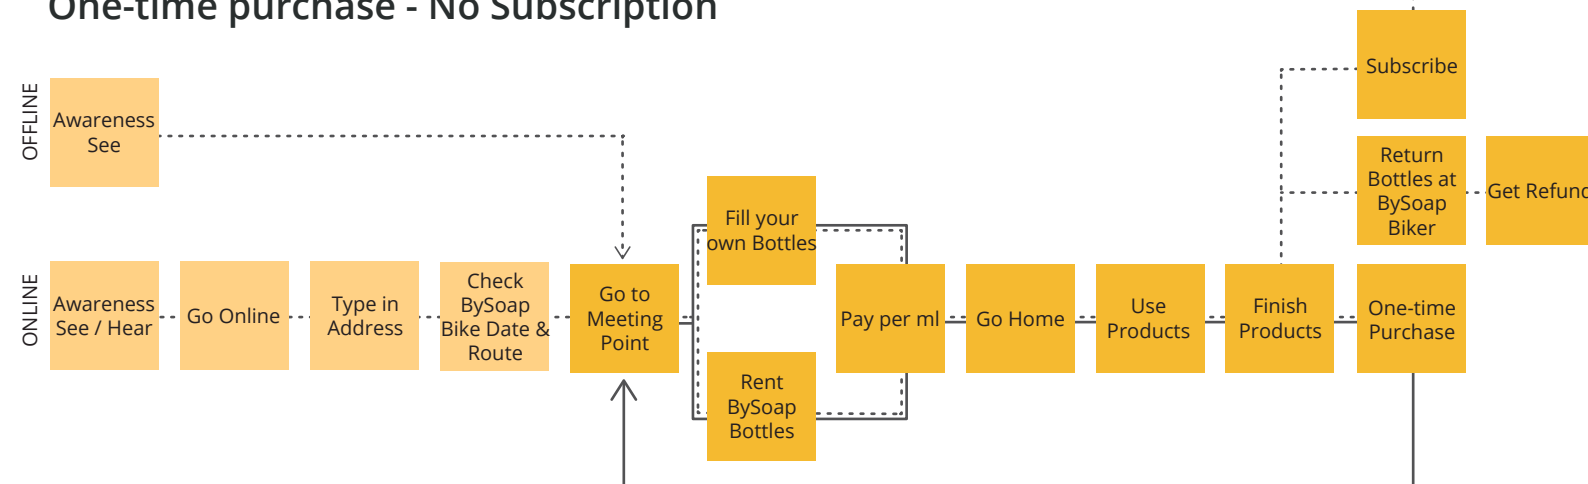 One-time purchase - No Subscription
OFFLINE
Awareness
See
Subscribe
Return
Bottles at
BySoap
Biker
Get Refund
Fill your
own Bottles
ONLINE
Awareness
See / Hear
Go Online
Type in
Address
Check
BySoap
Bike Date &
Route
Go to
Meeting
Point
Rent
BySoap
Bottles
Pay per ml
Go Home
Use
Products
Finish
Products
One-time
Purchase